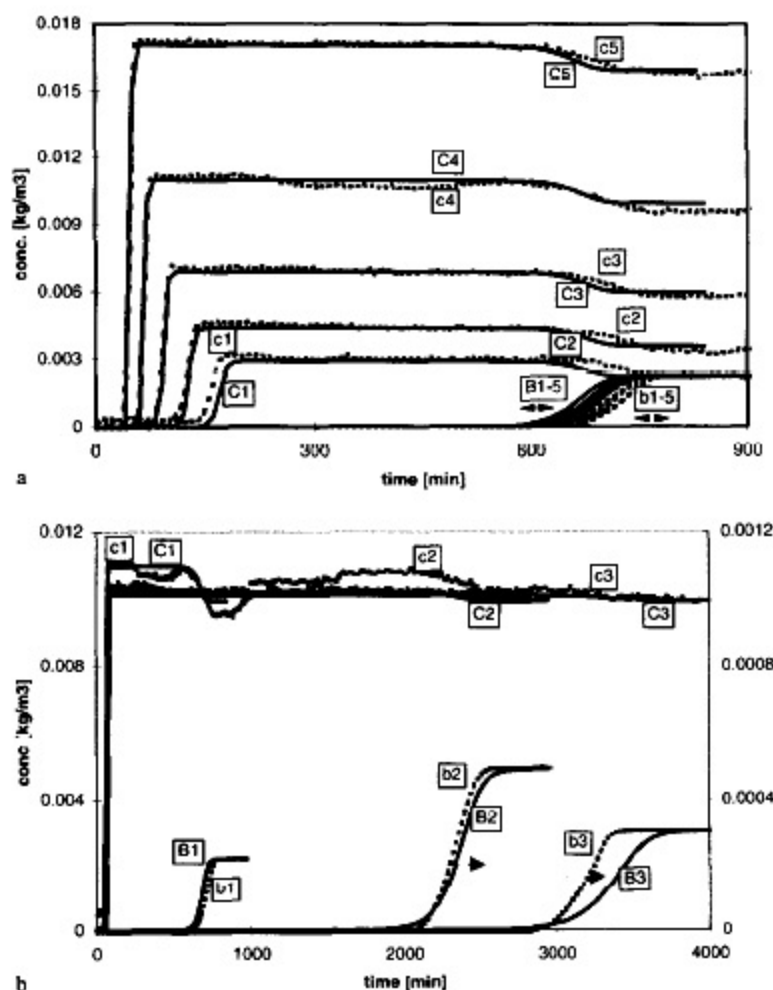 0.018
c5
0.015
C5
C4
0.011
c4
conc. [kg/m3]
0.009
c3
0.006
C3
c2
c1
C2
0.003
C1
B1-5
b1-5
0
0 300 600 900
a
time [min]
0.012
0.0012
c1 C1
c2
c3
C2
C3
0.008
0.0008
conc [kg/m3]
b2
0.004
0.0004
B2
b3
B1
B3
b1
0
0
0 1000 2000 3000 4000
b
time [min]